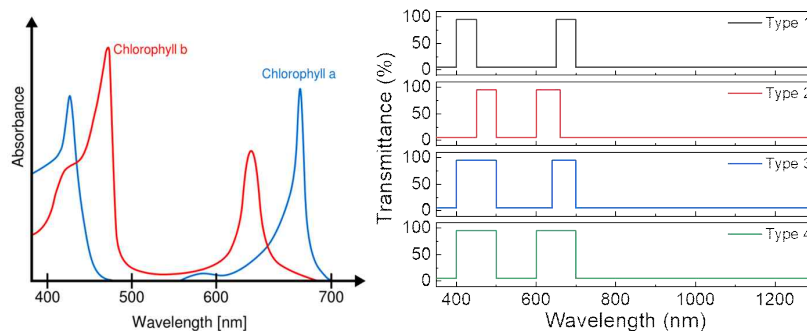 Chlorophyll b
Chlorophyll a
Absorbance
400 500 600 700
Wavelength [nm]
Transmittance (%)
100
50
0
Type 1
100
50
0
Type 2
100
50
0
Type 3
100
50
0
Type 4
400 600 800 1000 1200
Wavelength (nm)